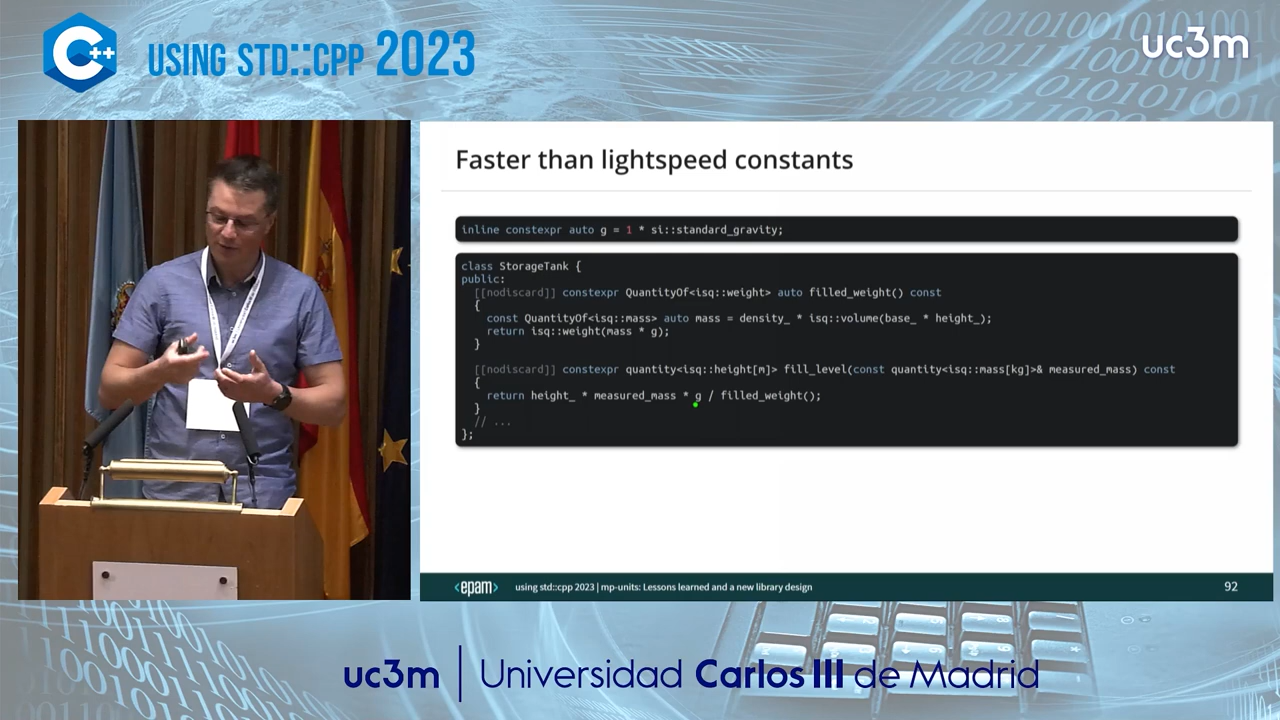 C++
USING STD::CPP 2023
uc3m
Faster than lightspeed constants
inline constexpr auto g = 1 * si::standard_gravity;
class StorageTank {
public:
[[nodiscard]] constexpr QuantityOf<isq::weight> auto filled_weight() const
{
const QuantityOf<isq::mass> auto mass = density_ * isq::volume(base_ * height_);
return isq::weight(mass * g);
}
[[nodiscard]] constexpr quantity<isq::height[m]> fill_level(const quantity<isq::mass[kg]>& measured_mass) const
{
return height_ * measured_mass * g / filled_weight();
}
// ...
};
<epam> using std::cpp 2023 | mp-units: Lessons learned and a new library design 92
uc3m | Universidad Carlos III de Madrid